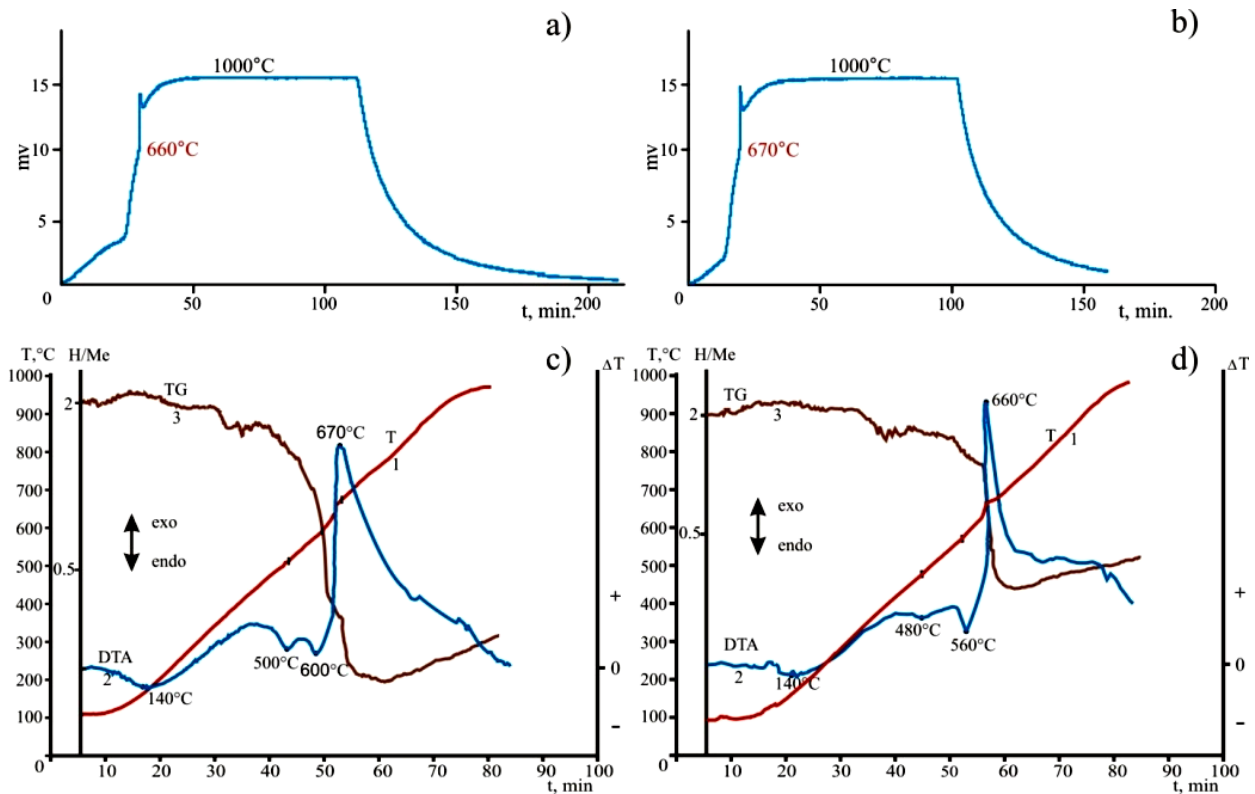 a)
1000°C
15
10
5
0
mv
660°C
50
100
150
200
t, min.
b)
1000°C
15
10
5
0
mv
670°C
50
100
150
200
t, min.
c)
T,°C H/Me
ΔT
1000
900
800
700
600
500
400
300
200
100
0
2
0.5
TG
3
670°C
T
1
exo
endo
DTA
2
140°C
500°C
600°C
+
0
-
10 20 30 40 50 60 70 80 90 100
t, min
d)
T,°C H/Me
ΔT
1000
900
800
700
600
500
400
300
200
100
0
2
0.5
TG
3
660°C
T 1
exo
endo
DTA
2
140°C
480°C
560°C
+
0
-
10 20 30 40 50 60 70 80 90 100
t, min